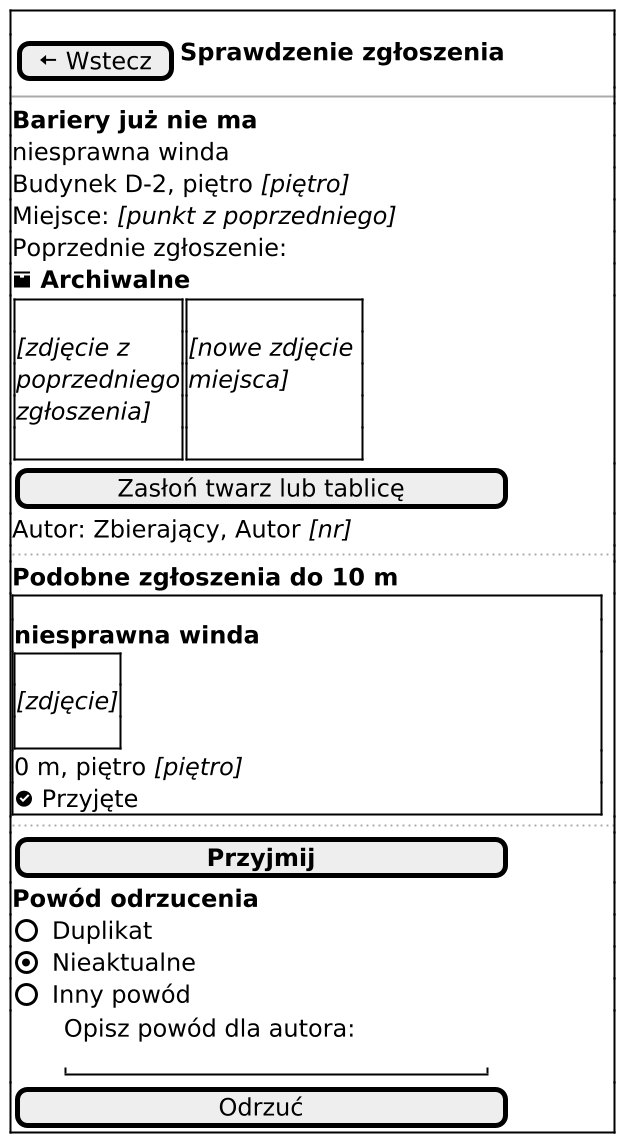 ← Wstecz Sprawdzenie zgłoszenia
Bariery już nie ma
niesprawna winda
Budynek D-2, piętro [piętro]
Miejsce: [punkt z poprzedniego]
Poprzednie zgłoszenie:
Archiwalne
[zdjęcie z poprzedniego zgłoszenia]
[nowe zdjęcie miejsca]
Zasłoń twarz lub tablicę
Autor: Zbierający, Autor [nr]
Podobne zgłoszenia do 10 m
niesprawna winda
[zdjęcie]
0 m, piętro [piętro]
Przyjęte
Przyjmij
Powód odrzucenia
Duplikat
Nieaktualne
Inny powód
Opisz powód dla autora:
Odrzuć